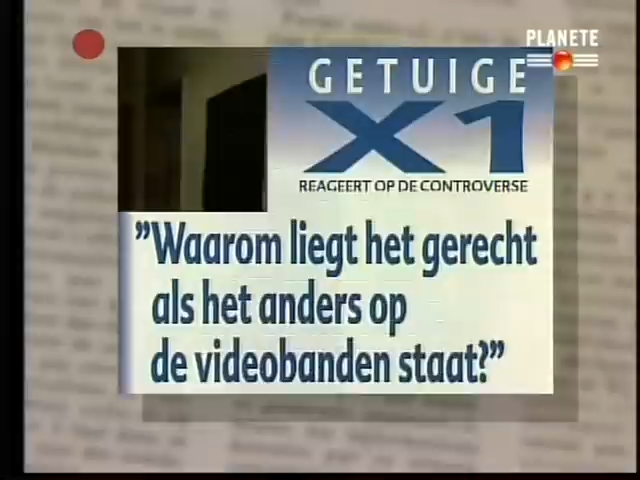 PLANETE
GETUIGE
X1
REAGEERT OP DE CONTROVERSE
"Waarom liegt het gerecht
als het anders op
de videobanden staat?"